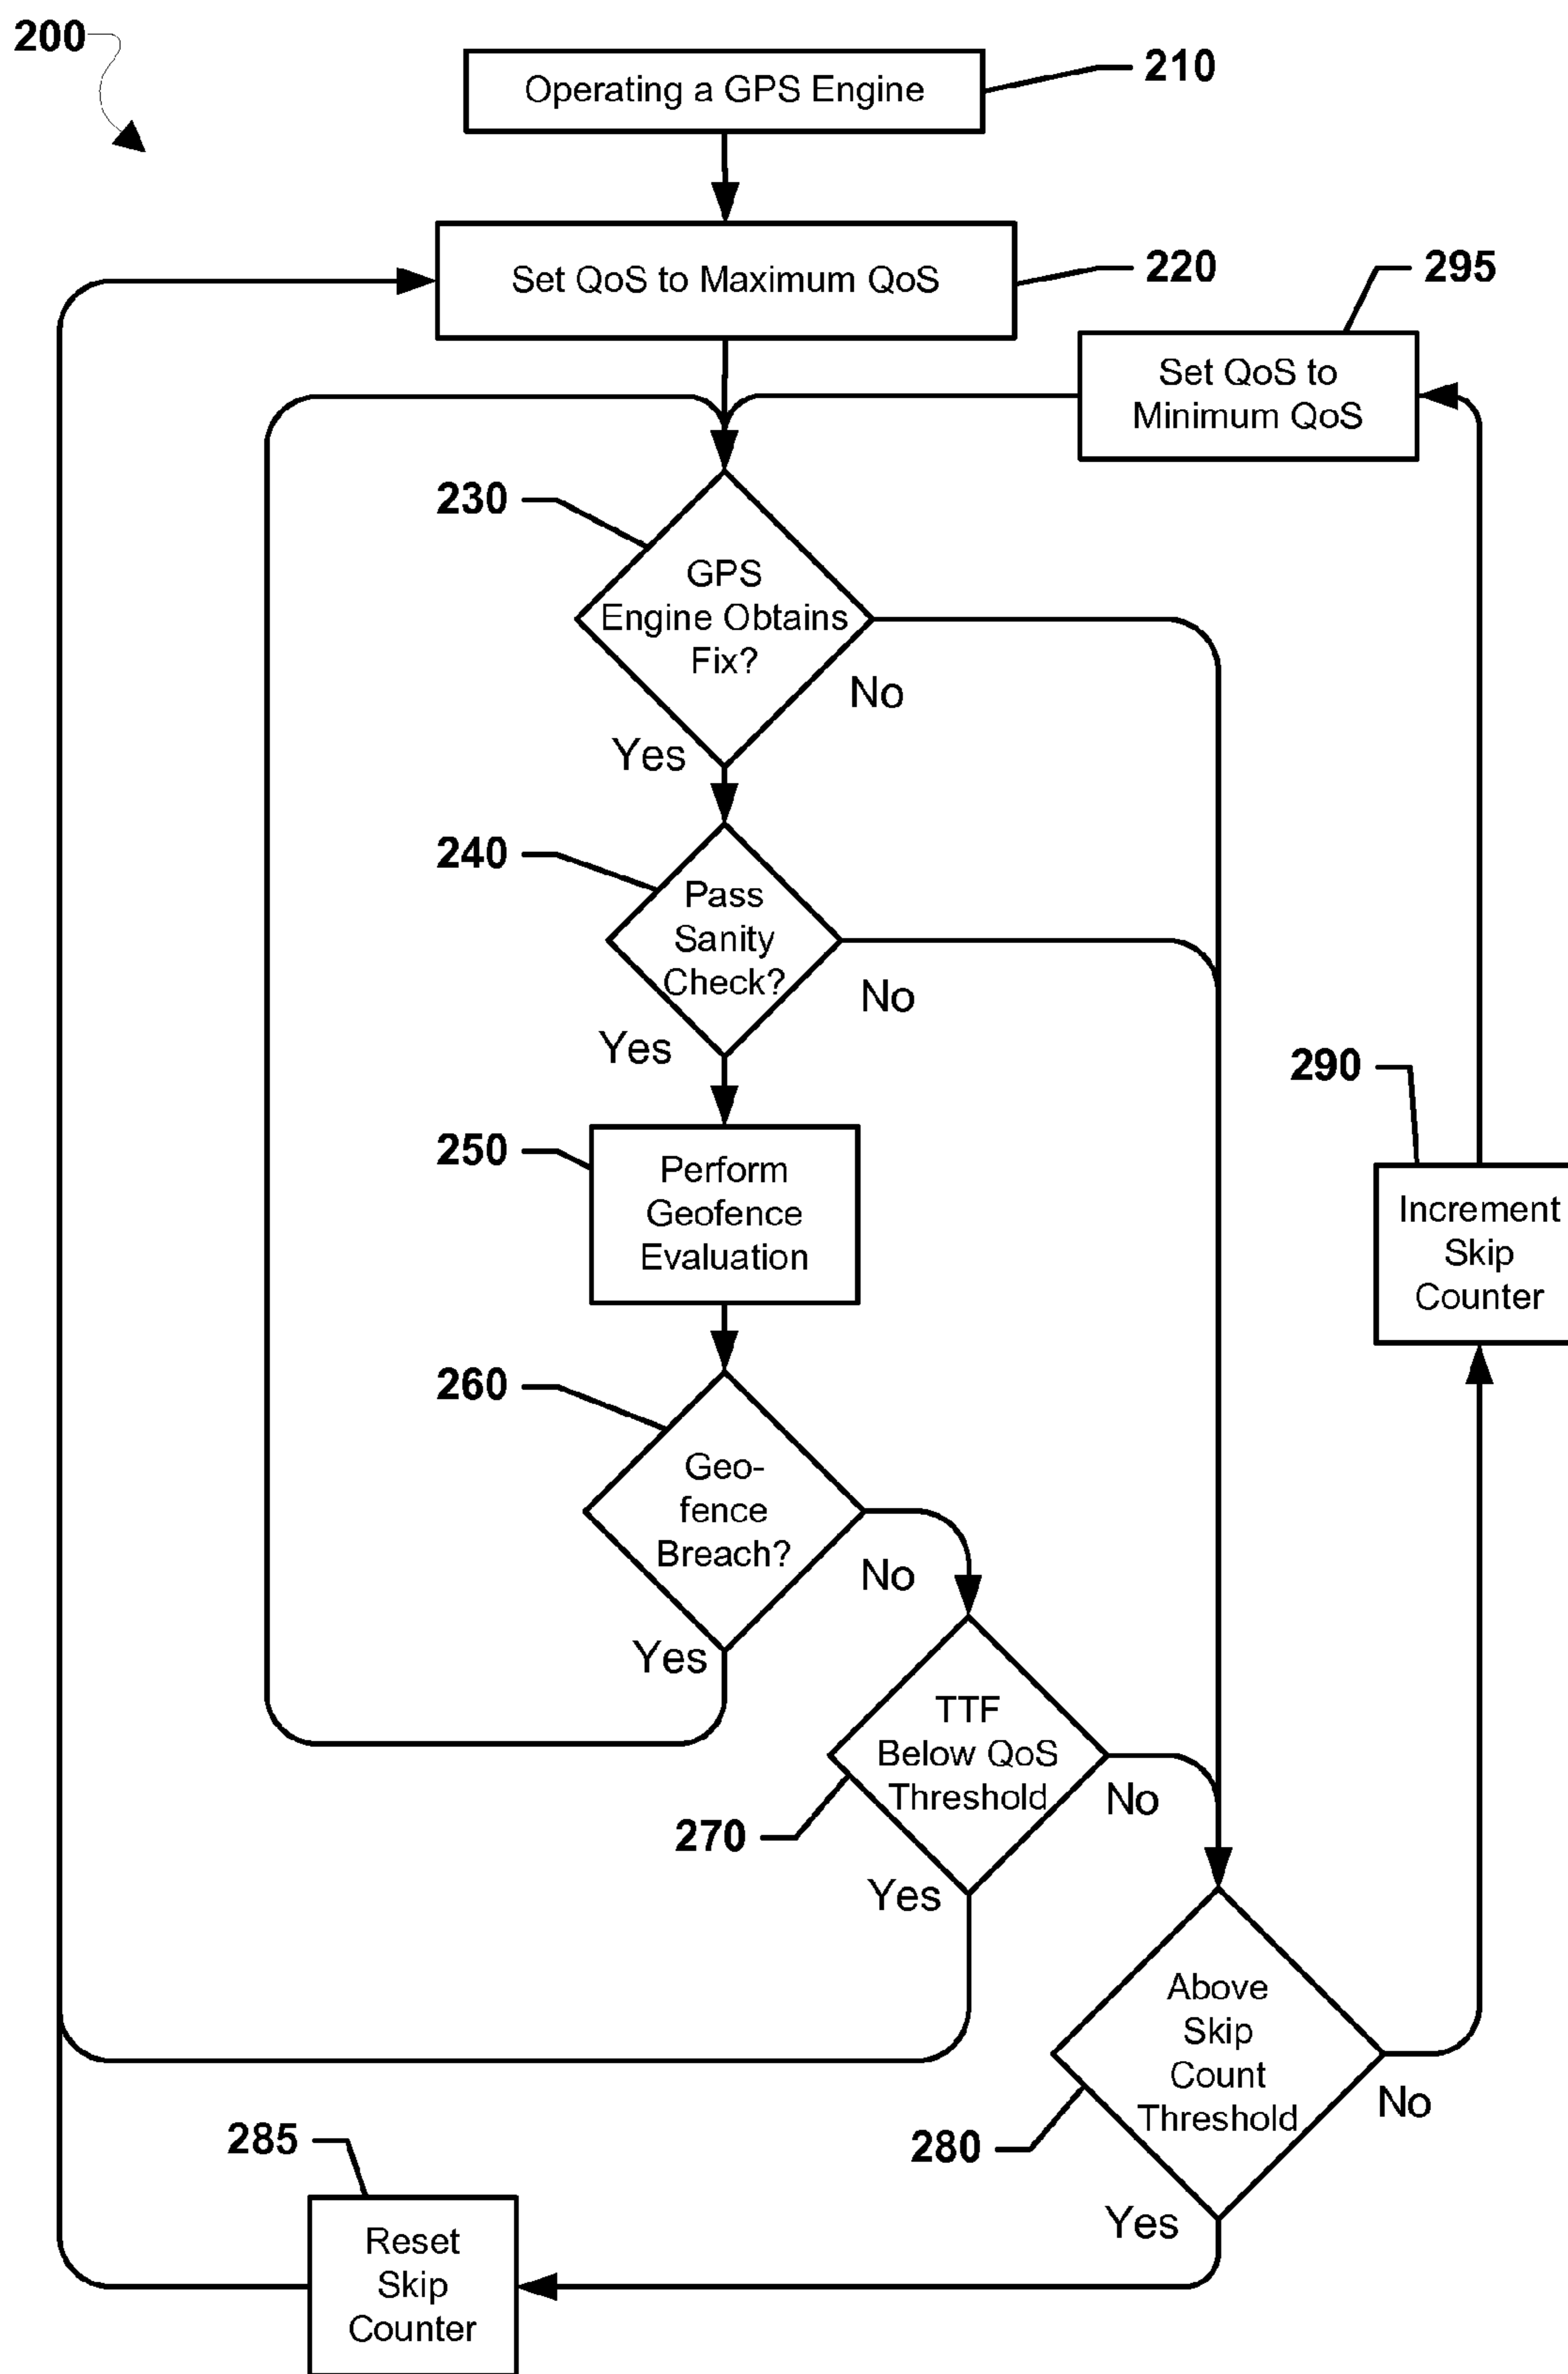 200
Operating a GPS Engine
210
Set QoS to Maximum QoS
220
295
Set QoS to
Minimum QoS
230
GPS
Engine Obtains
Fix?
No
Yes
240
Pass
Sanity
Check?
No
Yes
250
Perform
Geofence
Evaluation
290
Increment
Skip
Counter
260
Geo-
fence
Breach?
No
Yes
TTF
Below QoS
Threshold
No
270
Yes
Above
Skip
Count
Threshold
No
280
Yes
285
Reset
Skip
Counter